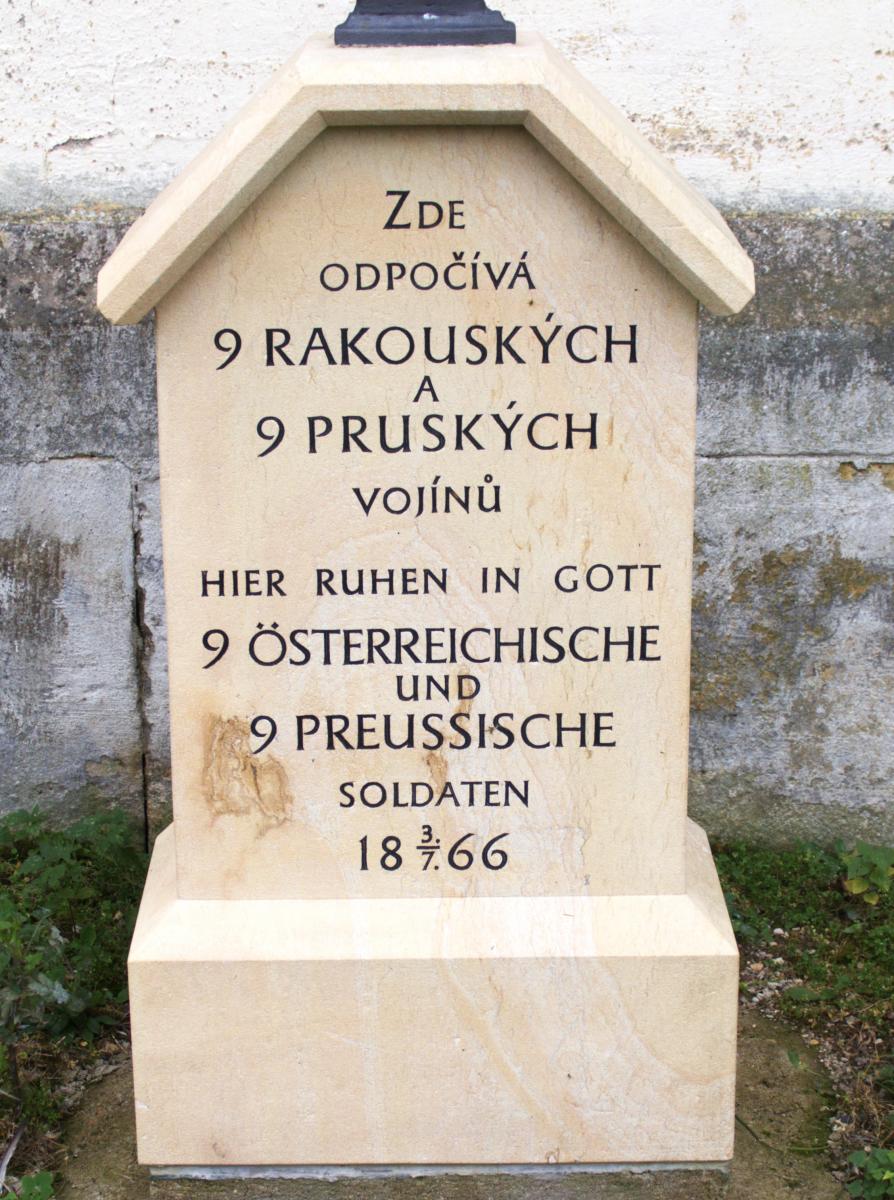 ZDE
ODPOČÍVÁ
9 RAKOUSKÝCH
A
9 PRUSKÝCH
VOJÍNŮ
HIER RUHEN IN GOTT
9 ÖSTERREICHISCHE
UND
9 PREUSSISCHE
SOLDATEN
18 3./7. 66